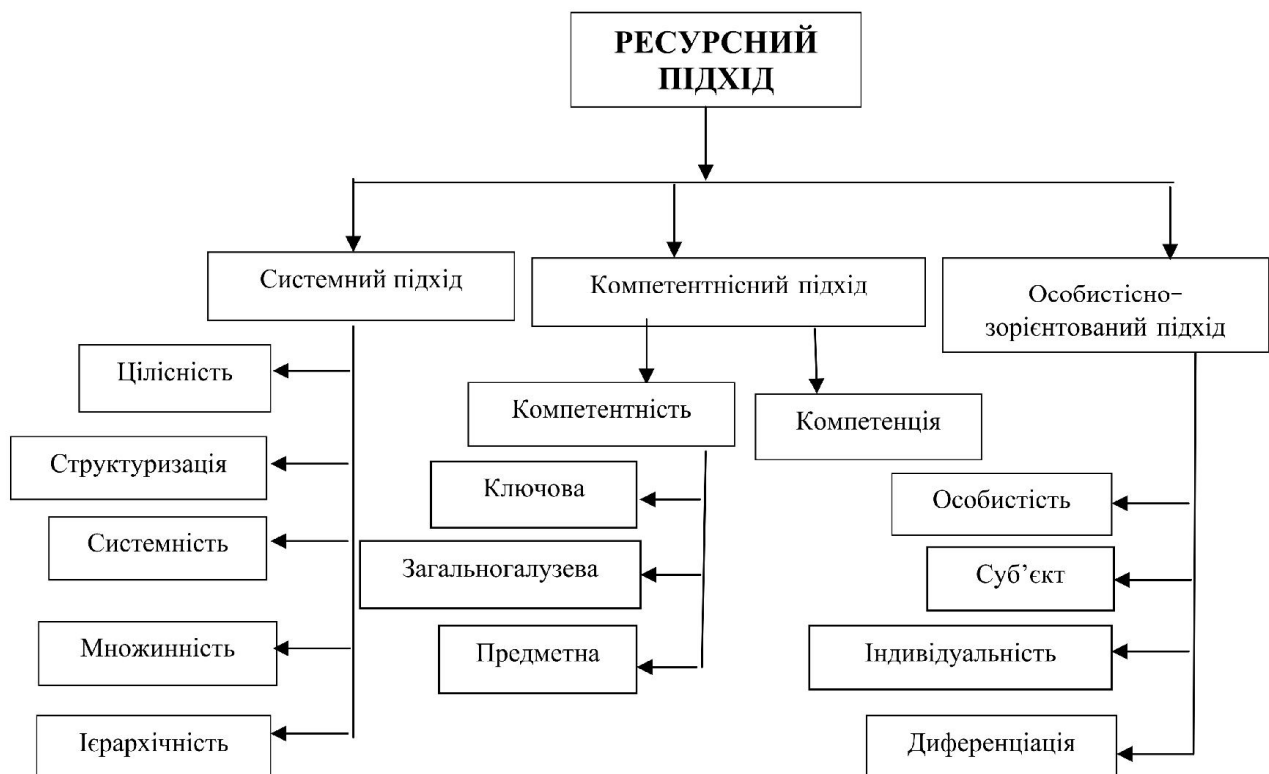 РЕСУРСНИЙ
ПІДХІД
Системний підхід
Компетентнісний підхід
Особистісно-
зорієнтований підхід
Цілісність
Структуризація
Системність
Множинність
Ієрархічність
Компетентність
Компетенція
Ключова
Загальногалузева
Предметна
Особистість
Суб’єкт
Індивідуальність
Диференціація